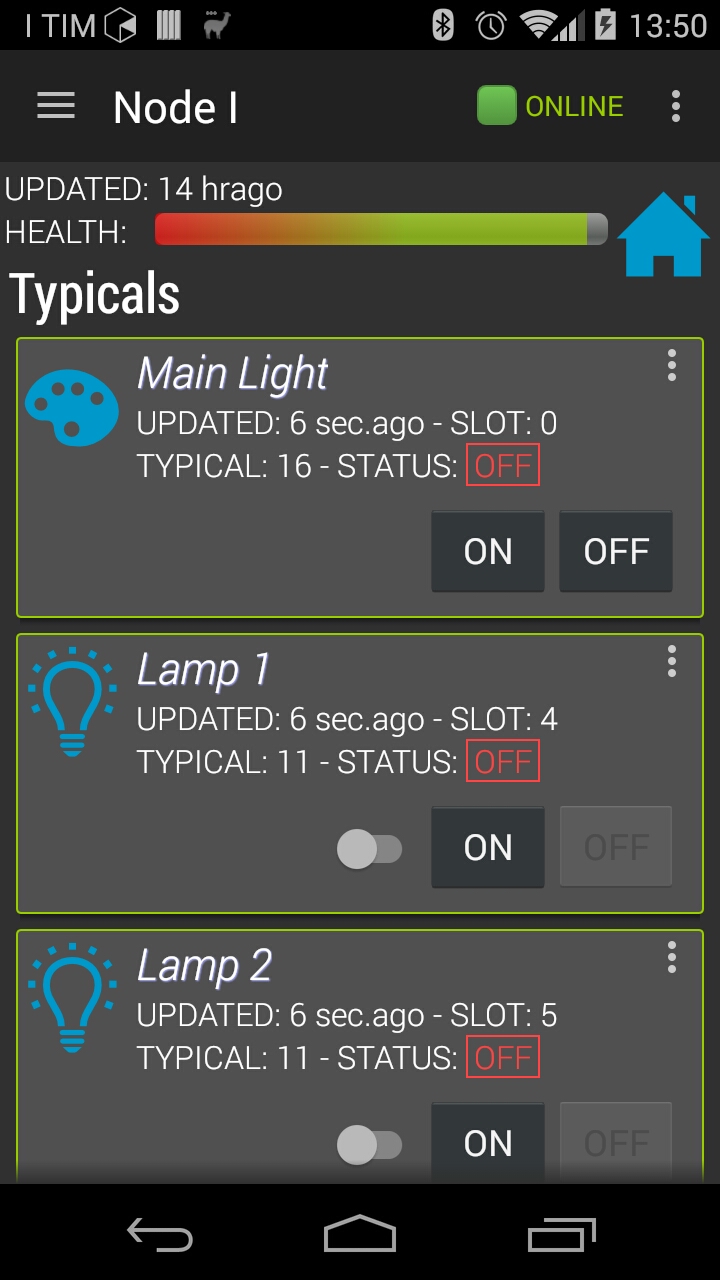 I TIM 13:50
Node I ONLINE
UPDATED: 14 hrago
HEALTH:
Typicals
Main Light
UPDATED: 6 sec.ago - SLOT: 0
TYPICAL: 16 - STATUS: OFF
ON OFF
Lamp 1
UPDATED: 6 sec.ago - SLOT: 4
TYPICAL: 11 - STATUS: OFF
ON OFF
Lamp 2
UPDATED: 6 sec.ago - SLOT: 5
TYPICAL: 11 - STATUS: OFF
ON OFF